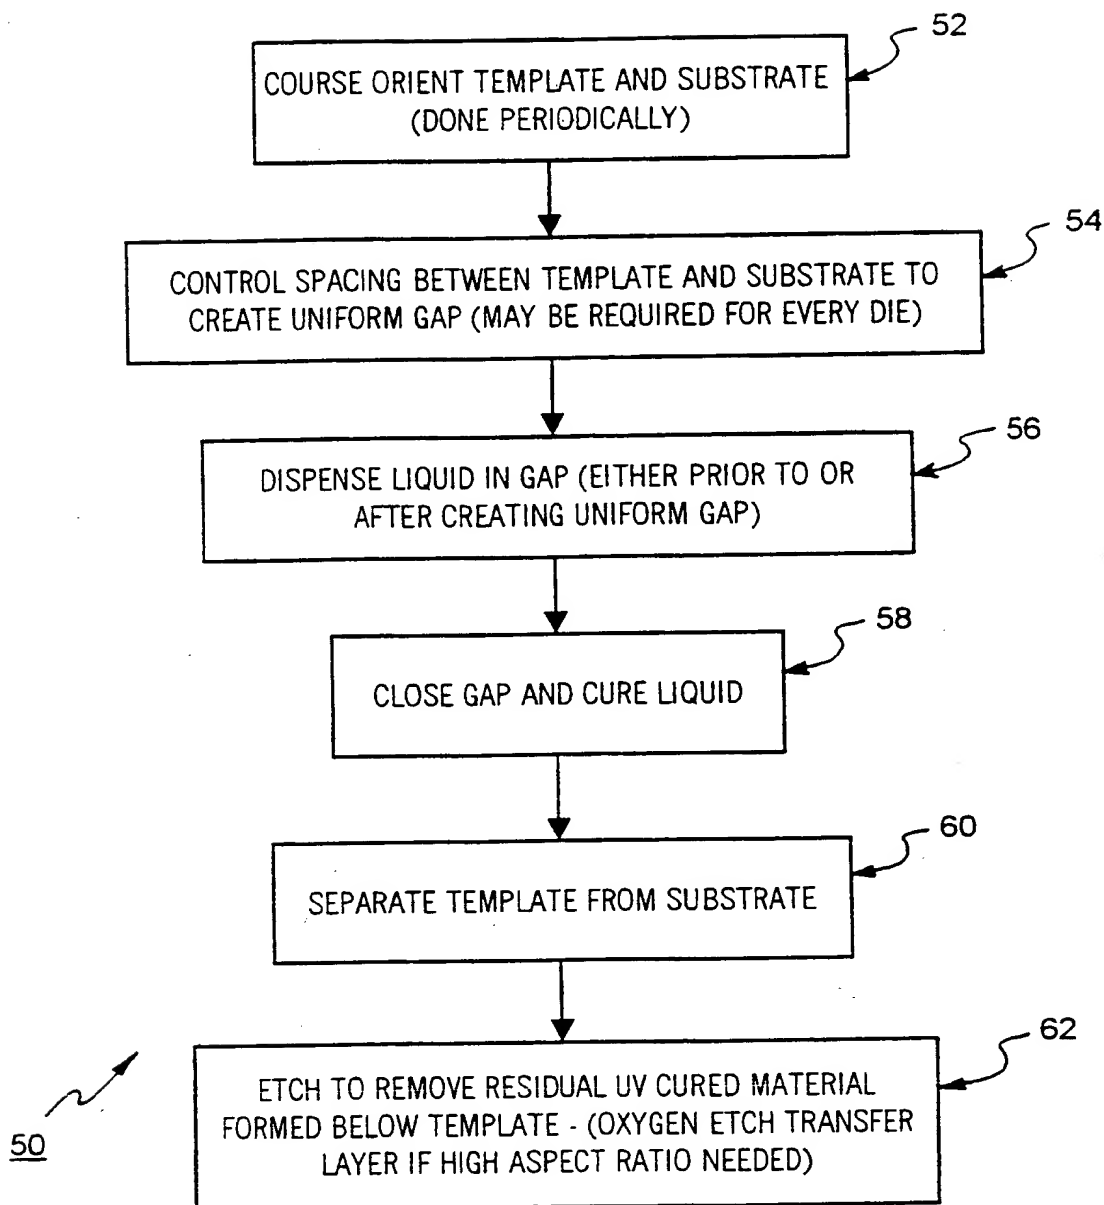 52
COURSE ORIENT TEMPLATE AND SUBSTRATE
(DONE PERIODICALLY)
54
CONTROL SPACING BETWEEN TEMPLATE AND SUBSTRATE TO
CREATE UNIFORM GAP (MAY BE REQUIRED FOR EVERY DIE)
56
DISPENSE LIQUID IN GAP (EITHER PRIOR TO OR
AFTER CREATING UNIFORM GAP)
58
CLOSE GAP AND CURE LIQUID
60
SEPARATE TEMPLATE FROM SUBSTRATE
62
ETCH TO REMOVE RESIDUAL UV CURED MATERIAL
FORMED BELOW TEMPLATE - (OXYGEN ETCH TRANSFER
LAYER IF HIGH ASPECT RATIO NEEDED)
50